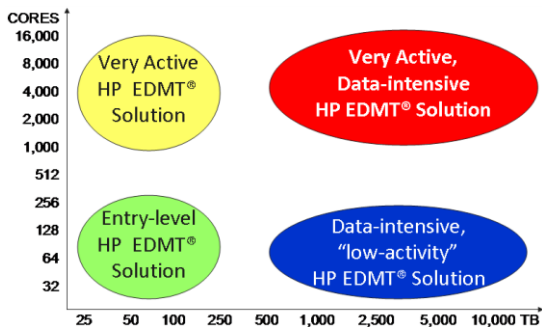 CORES
16,000
8,000
4,000
2,000
1,000
512
256
128
64
32
Very Active
HP EDMT®
Solution
Very Active,
Data-intensive
HP EDMT® Solution
Entry-level
HP EDMT®
Solution
Data-intensive,
“low-activity”
HP EDMT® Solution
25 50 100 250 500 1,000 2,500 5,000 10,000 TB